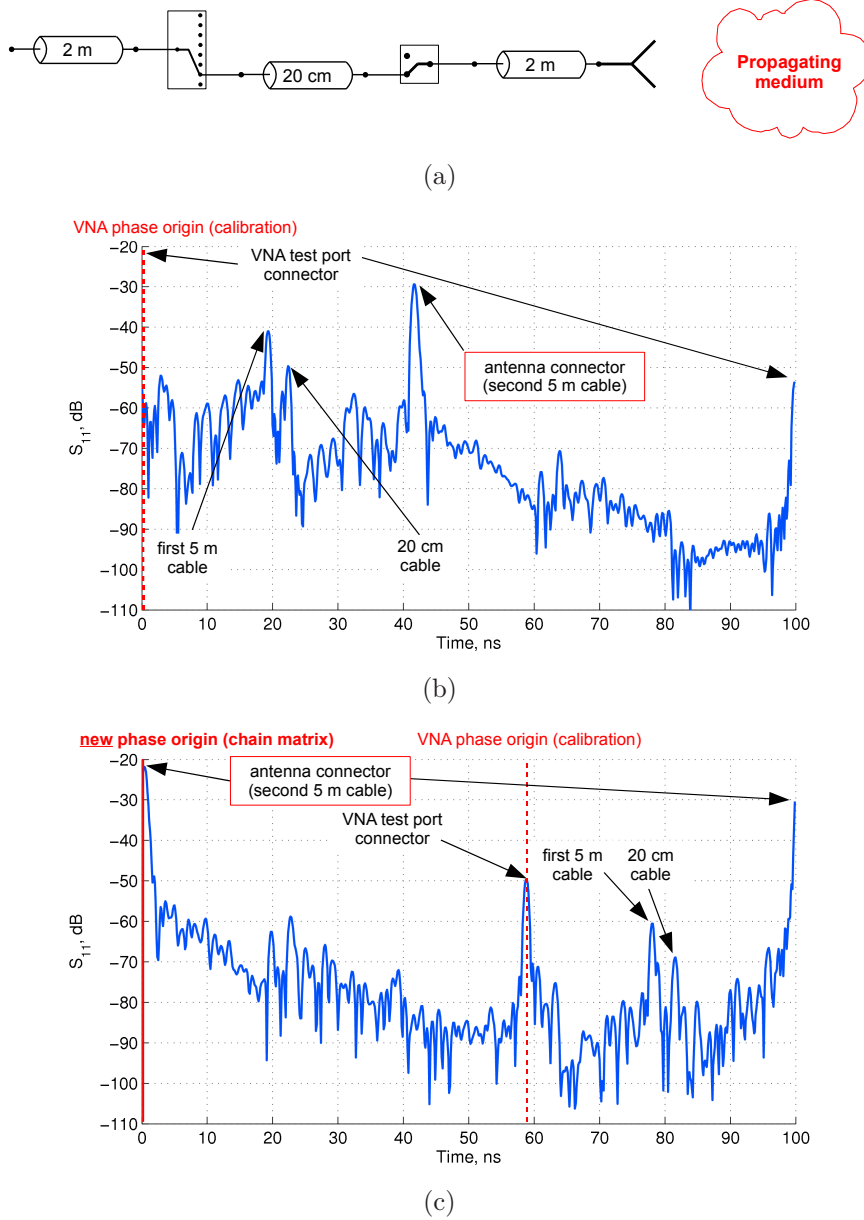 2 m
20 cm
2 m
Propagating
medium
(a)
VNA phase origin (calibration)
−20
−30
−40
−50
−60
−70
−80
−90
−100
−110
S11, dB
VNA test port
connector
antenna connector
(second 5 m cable)
first 5 m
cable
20 cm
cable
0
10
20
30
40
50
60
70
80
90
100
Time, ns
(b)
new phase origin (chain matrix)
VNA phase origin (calibration)
−20
−30
−40
−50
−60
−70
−80
−90
−100
−110
S11, dB
antenna connector
(second 5 m cable)
VNA test port
connector
first 5 m
cable
20 cm
cable
0
10
20
30
40
50
60
70
80
90
100
Time, ns
(c)